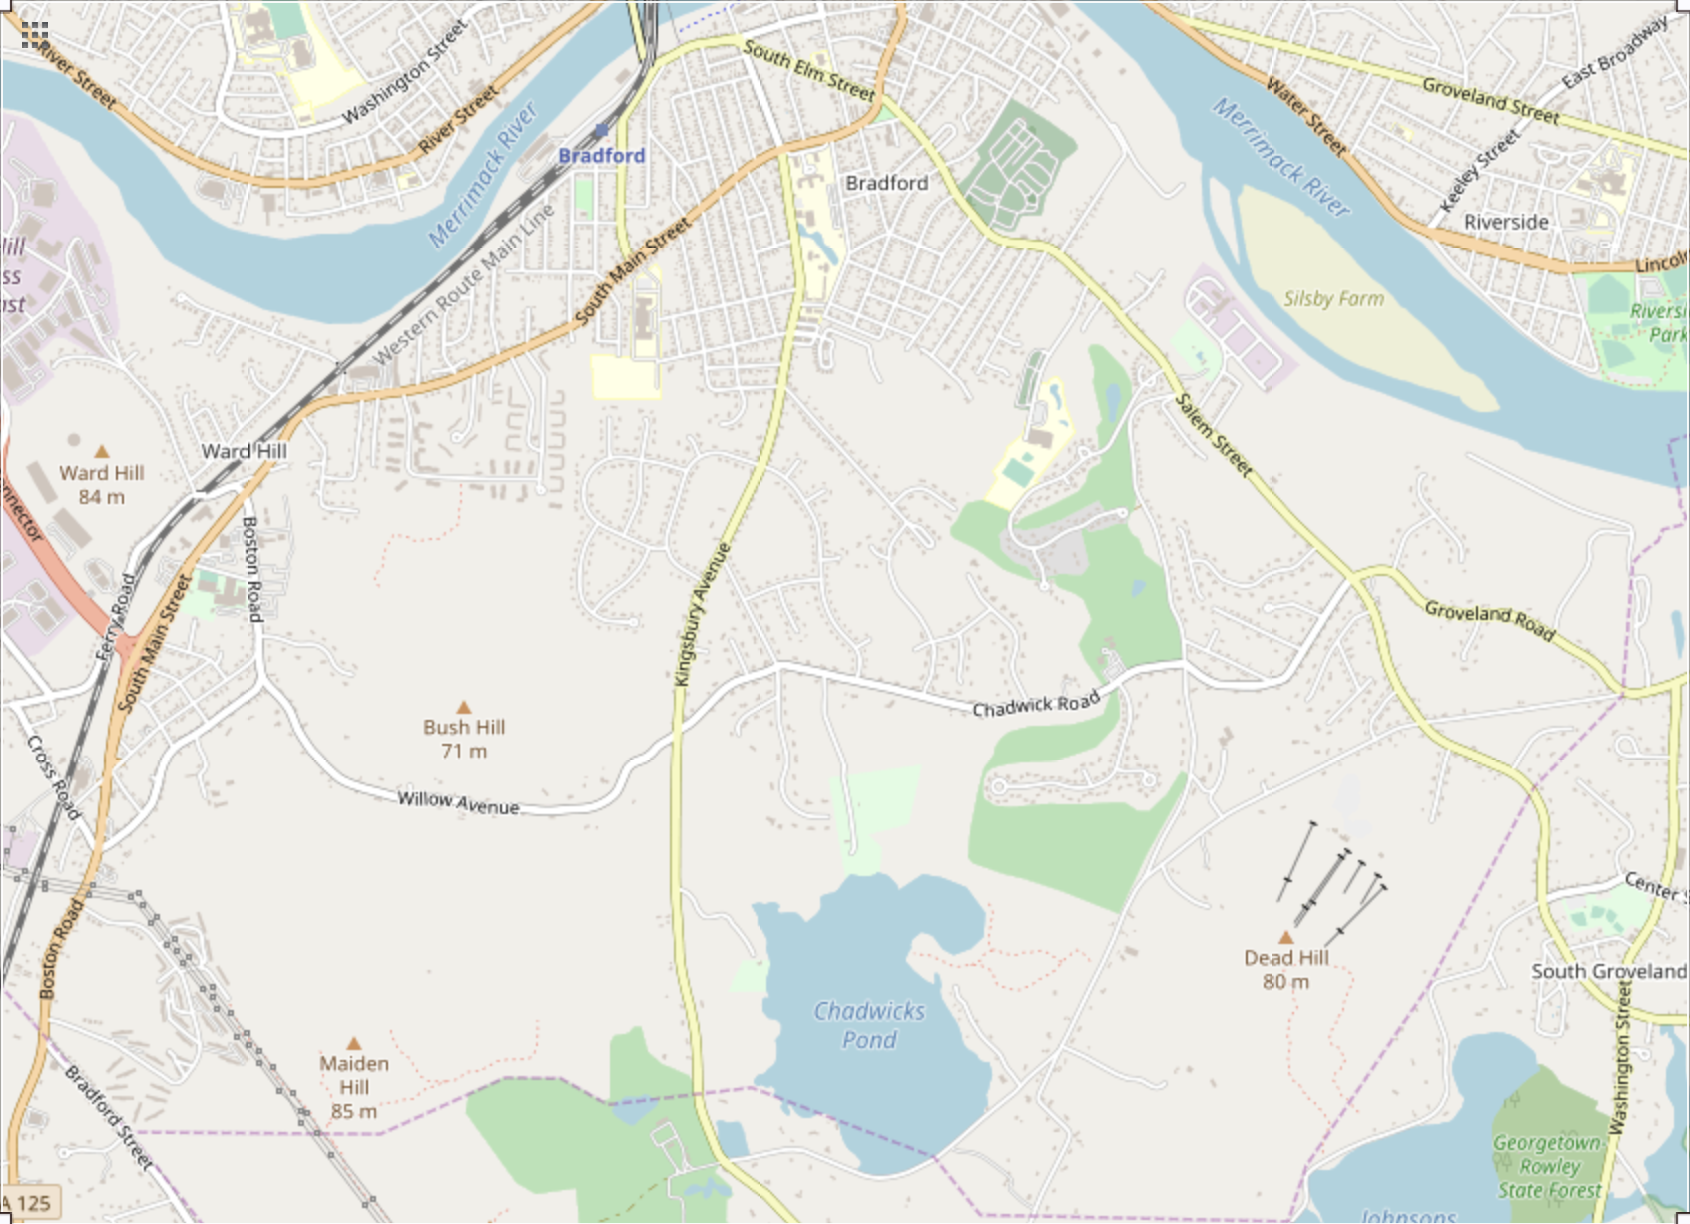 River Street
Washington Street
River Street
Merrimack River
South Elm Street
Bradford
Bradford
Western Route Main Line
South Main Street
Merrimack River
Water Street
Groveland Street
East Broadway
Keeley Street
Riverside
Silsby Farm
Park
Ward Hill
Ward Hill
84 m
Boston Road
Ferry Road
South Main Street
Kingsbury Avenue
Salem Street
Groveland Road
Chadwick Road
Bush Hill
71 m
Cross Road
Willow Avenue
Center
Dead Hill
80 m
South Groveland
Boston Road
Chadwicks
Pond
Maiden
Hill
85 m
Washington Street
Bradford Street
Georgetown-
Rowley
State Forest
125
Johnsons